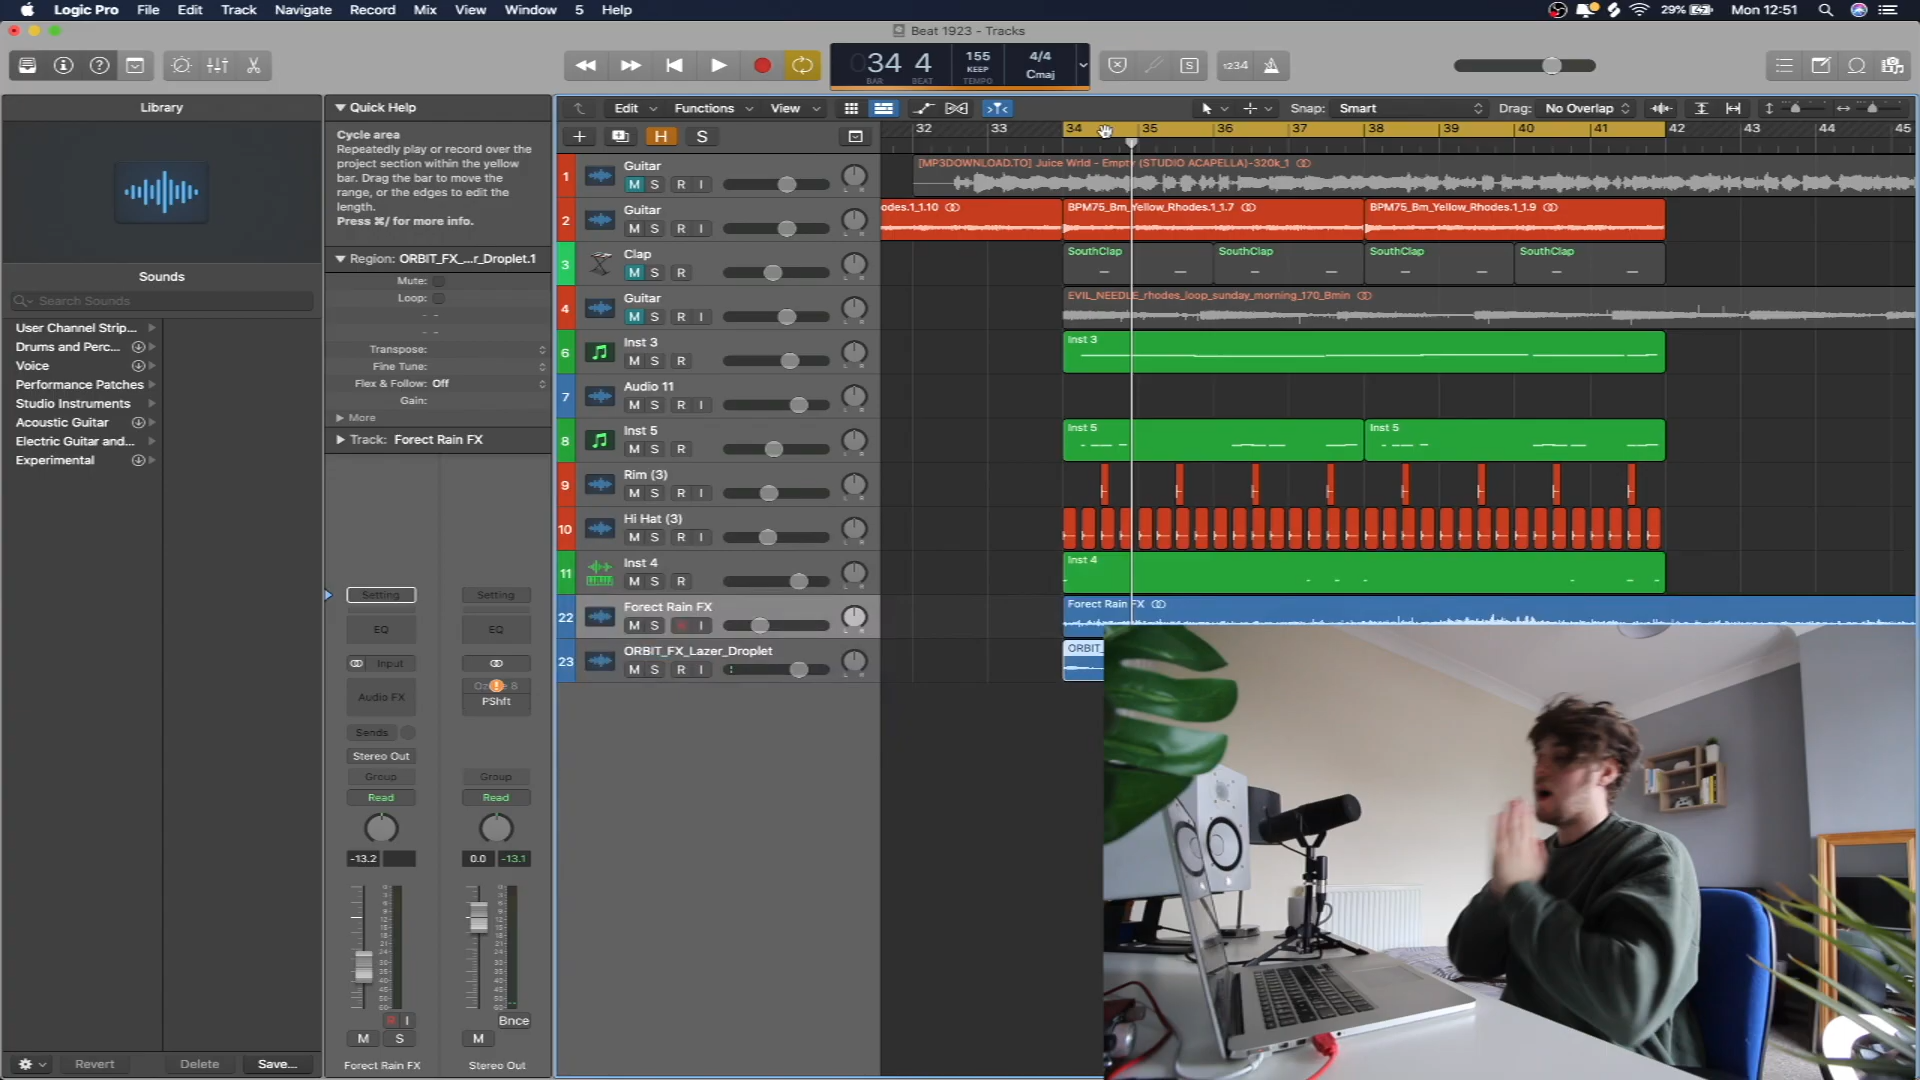 Logic Pro File Edit Track Navigate Record Mix View Window 5 Help
29% Mon 12:51
Beat 1923 - Tracks
34 4
BAR BEAT
155
KEEP
TEMPO
4/4
Cmaj
1234
Library
Quick Help
Cycle area
Repeatedly play or record over the
project section within the yellow
bar. Drag the bar to move the
range, or the edges to edit the
length.
Press ⌘/ for more info.
Sounds
Search Sounds
User Channel Strip...
Drums and Perc...
Voice
Performance Patches
Studio Instruments
Acoustic Guitar
Electric Guitar and...
Experimental
Region: ORBIT_FX_...r_Droplet.1
Mute:
Loop:
Transpose:
Fine Tune:
Flex & Follow: Off
Gain:
More
Track: Forect Rain FX
Setting Setting
EQ EQ
Input
Audio FX
PShft
Sends
Stereo Out
Group Group
Read Read
-13.2 0.0 -13.1
I
Bnce
M S M
Forect Rain FX Stereo Out
Revert Delete Save...
Edit Functions View
Snap: Smart Drag: No Overlap
H S
32 33 34 35 36 37 38 39 40 41 42 43 44 45
1 Guitar
M S R I
[MP3DOWNLOAD.TO] Juice Wrld - Empty (STUDIO ACAPELLA)-320k_1
2 Guitar
M S R I
odes.1_1.10 BPM75_Bm_Yellow_Rhodes.1_1.7 BPM75_Bm_Yellow_Rhodes.1_1.9
3 Clap
M S R
SouthClap SouthClap SouthClap SouthClap
4 Guitar
M S R I
EVIL_NEEDLE_rhodes_loop_sunday_morning_170_Bmin
6 Inst 3
M S R
Inst 3
7 Audio 11
M S R I
8 Inst 5
M S R
Inst 5 Inst 5
9 Rim (3)
M S R I
10 Hi Hat (3)
M S R I
11 Inst 4
M S R
Inst 4
22 Forect Rain FX
M S R I
Forect Rain FX
23 ORBIT_FX_Lazer_Droplet
M S R I
ORBIT_